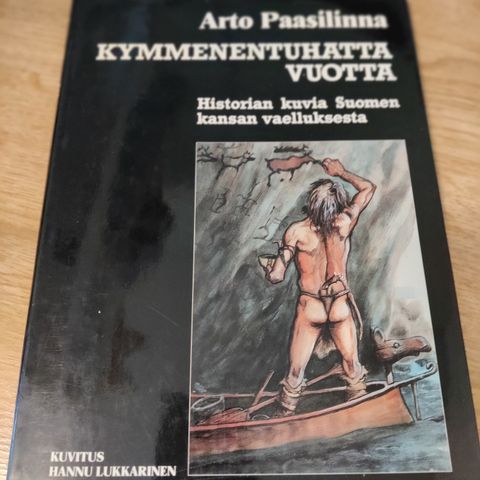 Arto Paasilinna
KYMMENENTUHATTA
VUOTTA
Historian kuvia Suomen
kansan vaelluksesta
KUVITUS
HANNU LUKKARINEN